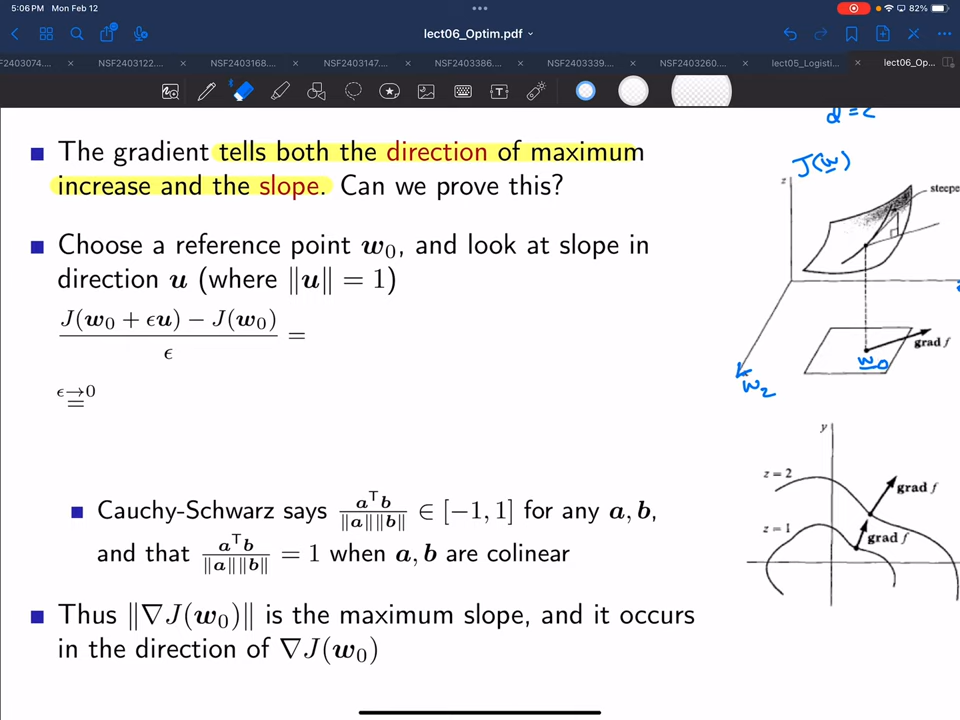 5:06 PM Mon Feb 12
82%
lect06_Optim.pdf
F2403074.... NSF2403122.... NSF2403168.... NSF2403147.... NSF2403386.... NSF2403339.... NSF2403260.... lect05_Logisti... lect06_Op...
d = 2
The gradient tells both the direction of maximum
increase and the slope. Can we prove this?
J(w)
z
steepe
Choose a reference point w₀, and look at slope in
direction u (where ‖u‖ = 1)
(J(w₀ + ϵu) − J(w₀))/ϵ =
ϵ→0
=
grad f
w₀
w₂
Cauchy-Schwarz says aᵀb/(‖a‖‖b‖) ∈ [−1, 1] for any a, b,
and that aᵀb/(‖a‖‖b‖) = 1 when a, b are colinear
y
z = 2
grad f
z = 1
grad f
Thus ‖∇J(w₀)‖ is the maximum slope, and it occurs
in the direction of ∇J(w₀)